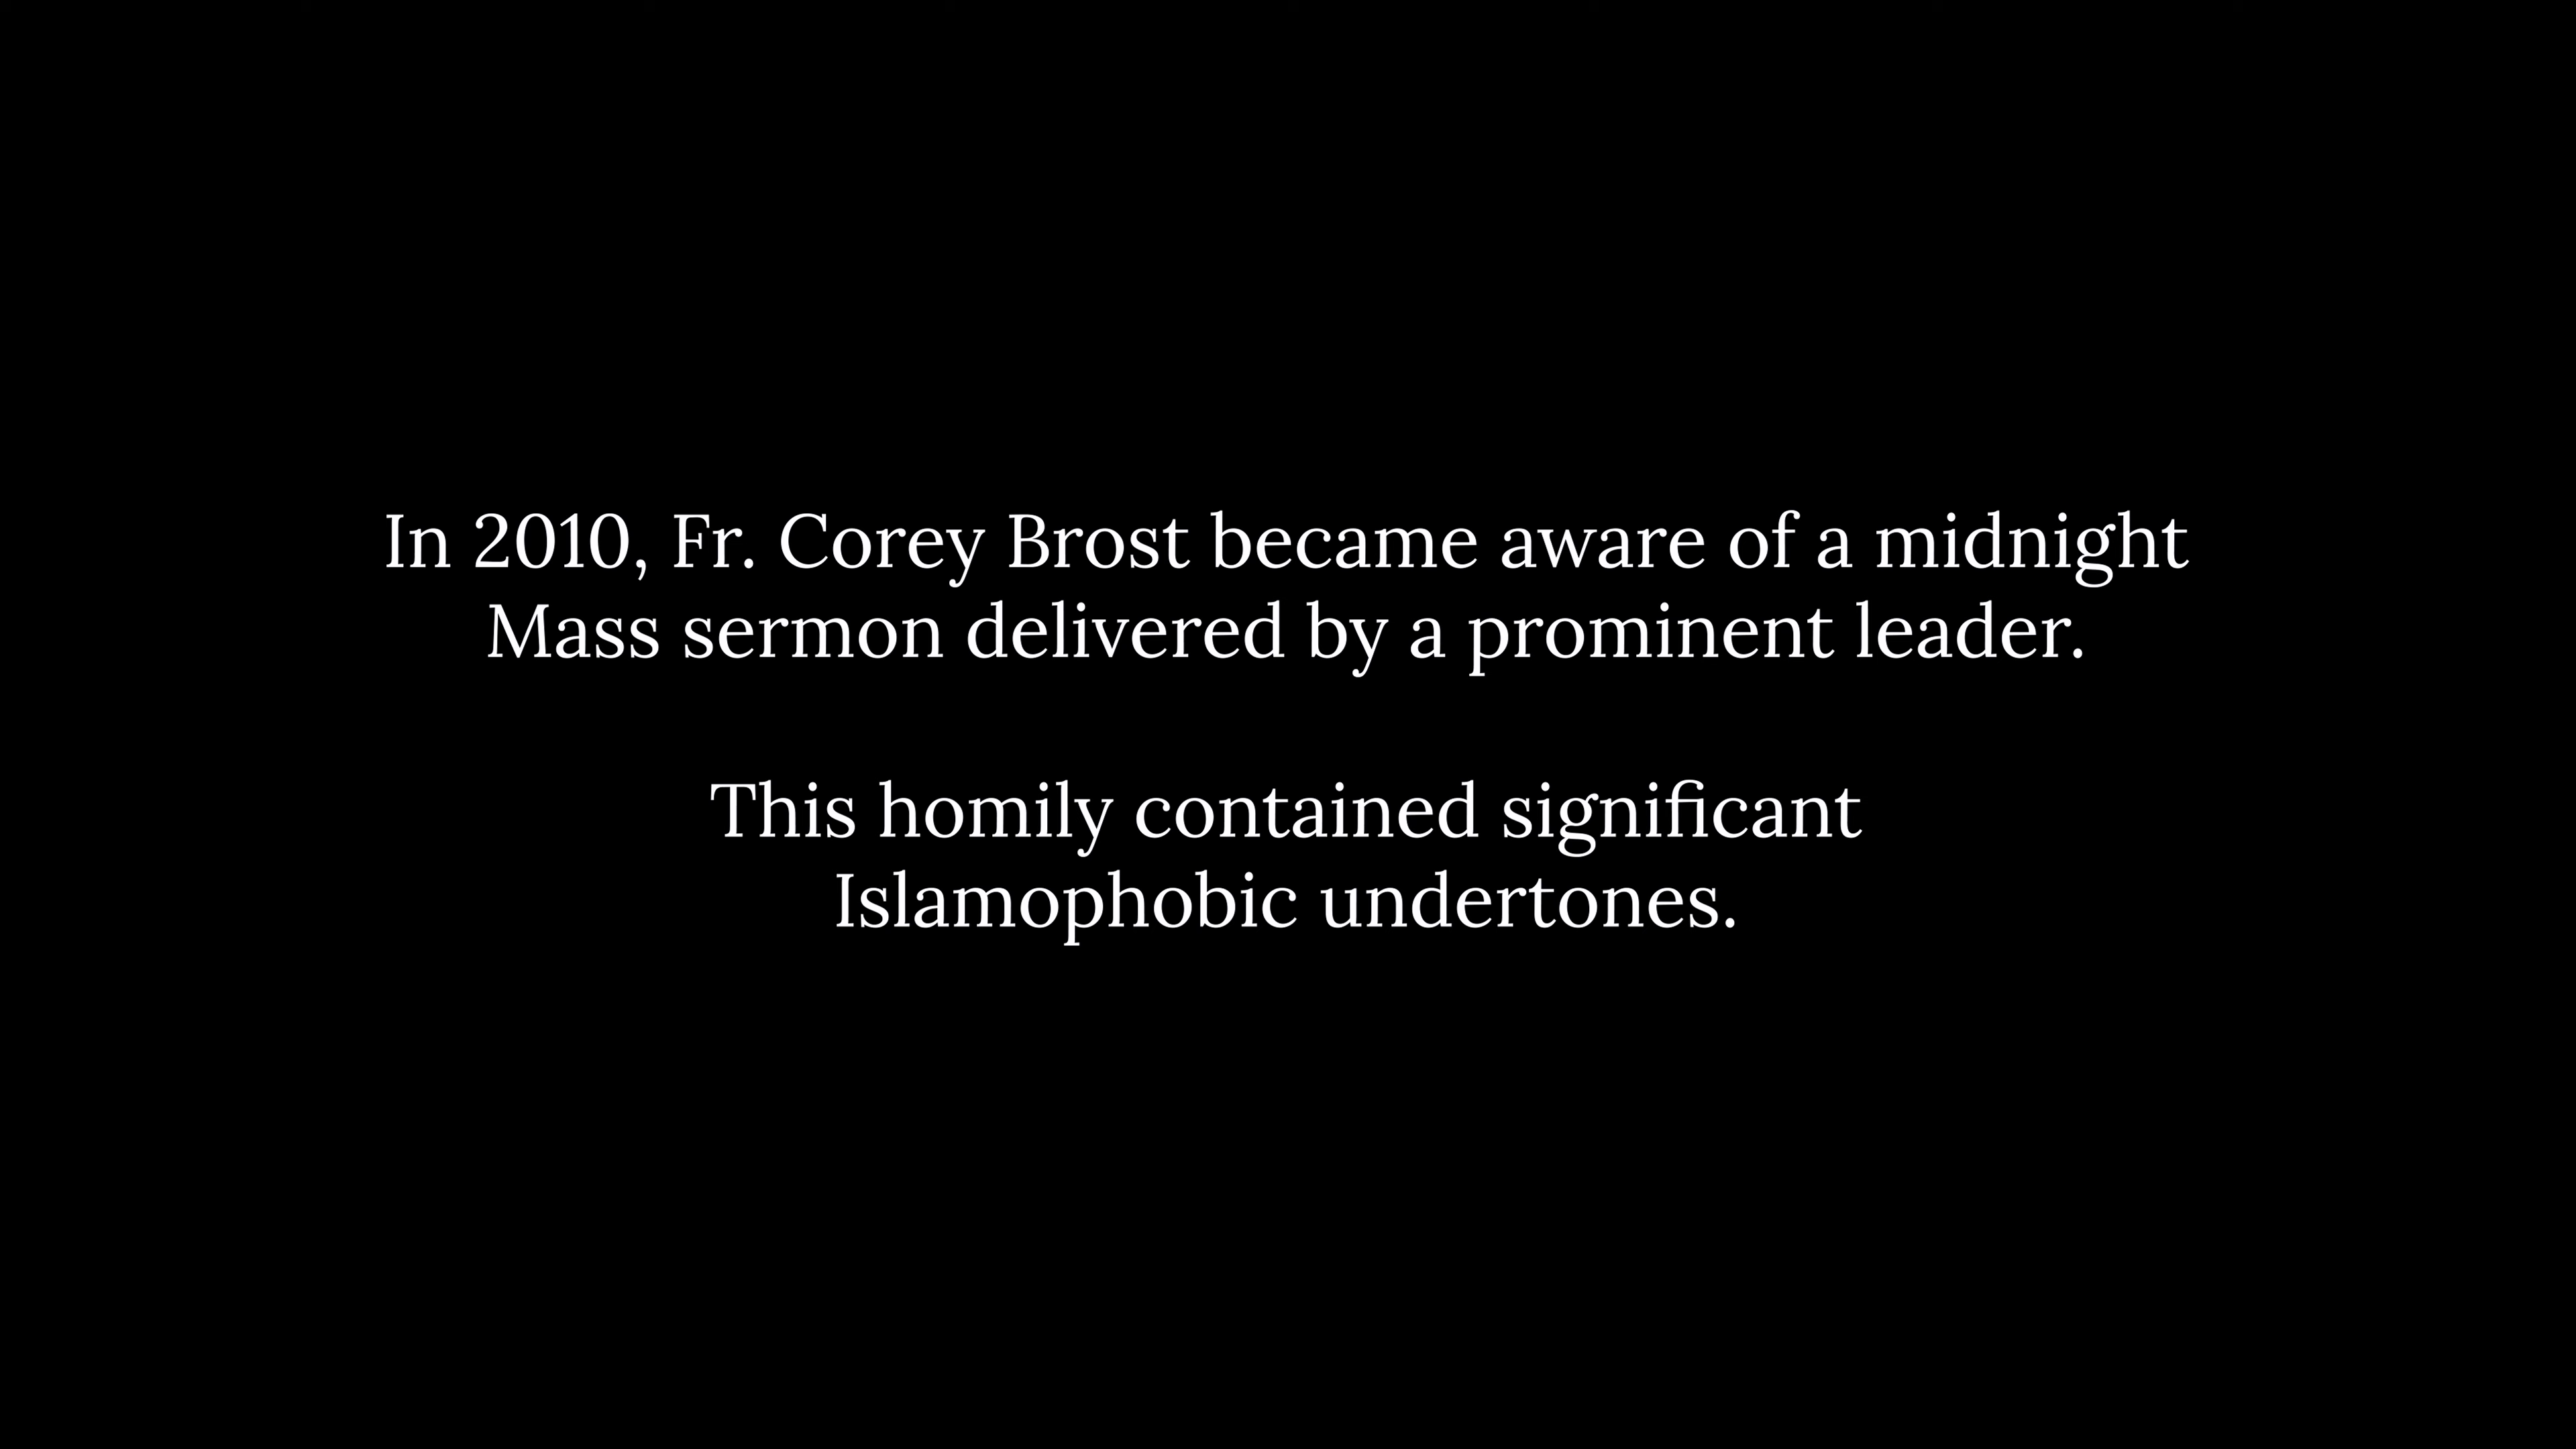 In 2010, Fr. Corey Brost became aware of a midnight
Mass sermon delivered by a prominent leader.
This homily contained significant
Islamophobic undertones.